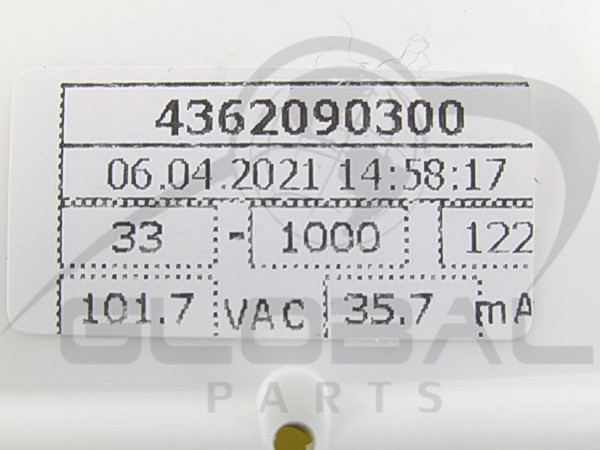 4362090300
06.04.2021 14:58:17
33 - 1000 122
101.7 VAC 35.7 mA
GLOBAL
PARTS